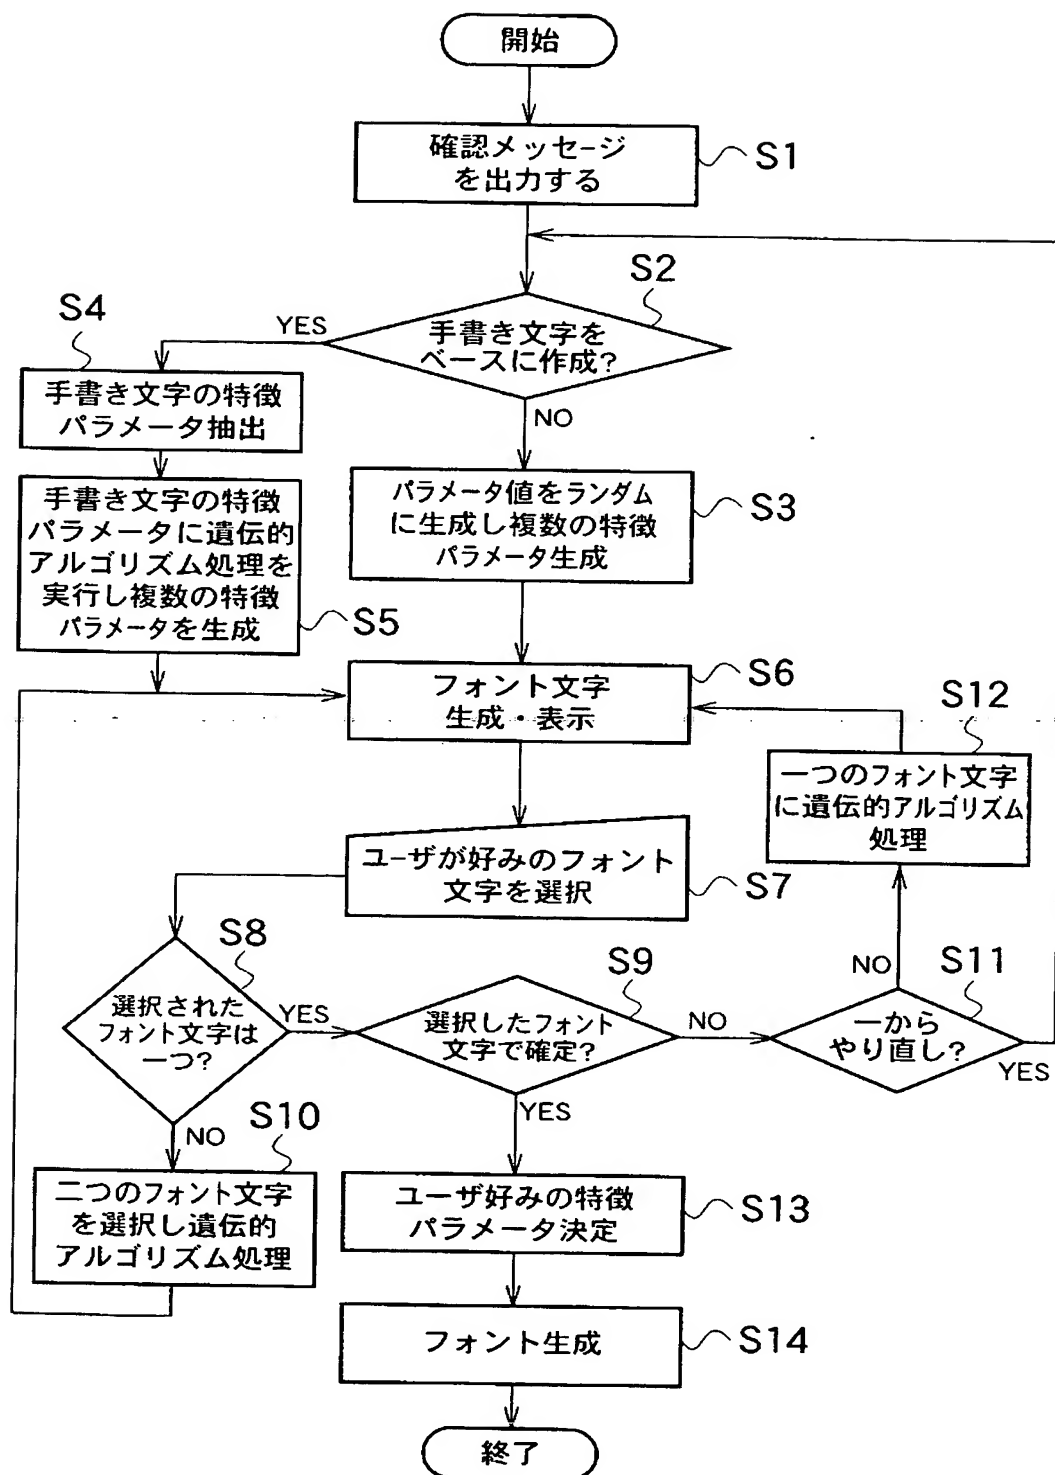 開始
確認メッセージ
を出力する
S1
S2
手書き文字を
ベースに作成?
YES
NO
S4
手書き文字の特徴
パラメータ抽出
手書き文字の特徴
パラメータに遺伝的
アルゴリズム処理を
実行し複数の特徴
パラメータを生成
S5
パラメータ値をランダム
に生成し複数の特徴
パラメータ生成
S3
フォント文字
生成・表示
S6
S12
一つのフォント文字
に遺伝的アルゴリズム
処理
ユーザが好みのフォント
文字を選択
S7
S8
選択された
フォント文字は
一つ?
YES
NO
S9
選択したフォント
文字で確定?
NO
YES
S11
一から
やり直し?
NO
YES
S10
二つのフォント文字
を選択し遺伝的
アルゴリズム処理
ユーザ好みの特徴
パラメータ決定
S13
フォント生成
S14
終了